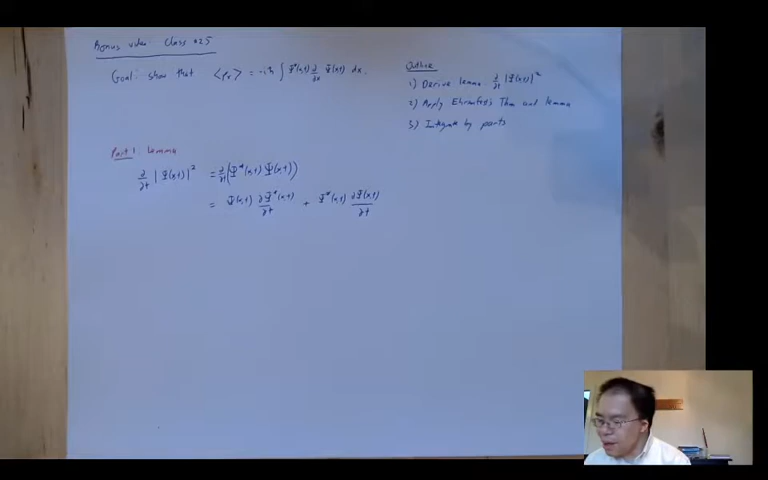 Bonus video: Class #25
Goal: show that <pₓ> = -iħ ∫ Ψ*(x,t) ∂/∂x Ψ(x,t) dx.
Outline
1) Derive lemma ∂/∂t |Ψ(x,t)|²
2) Apply Ehrenfest's Thm and lemma
3) Integrate by parts
Part 1 Lemma
∂/∂t |Ψ(x,t)|² = ∂/∂t (Ψ*(x,t) Ψ(x,t))
= Ψ(x,t) ∂Ψ*(x,t)/∂t + Ψ*(x,t) ∂Ψ(x,t)/∂t